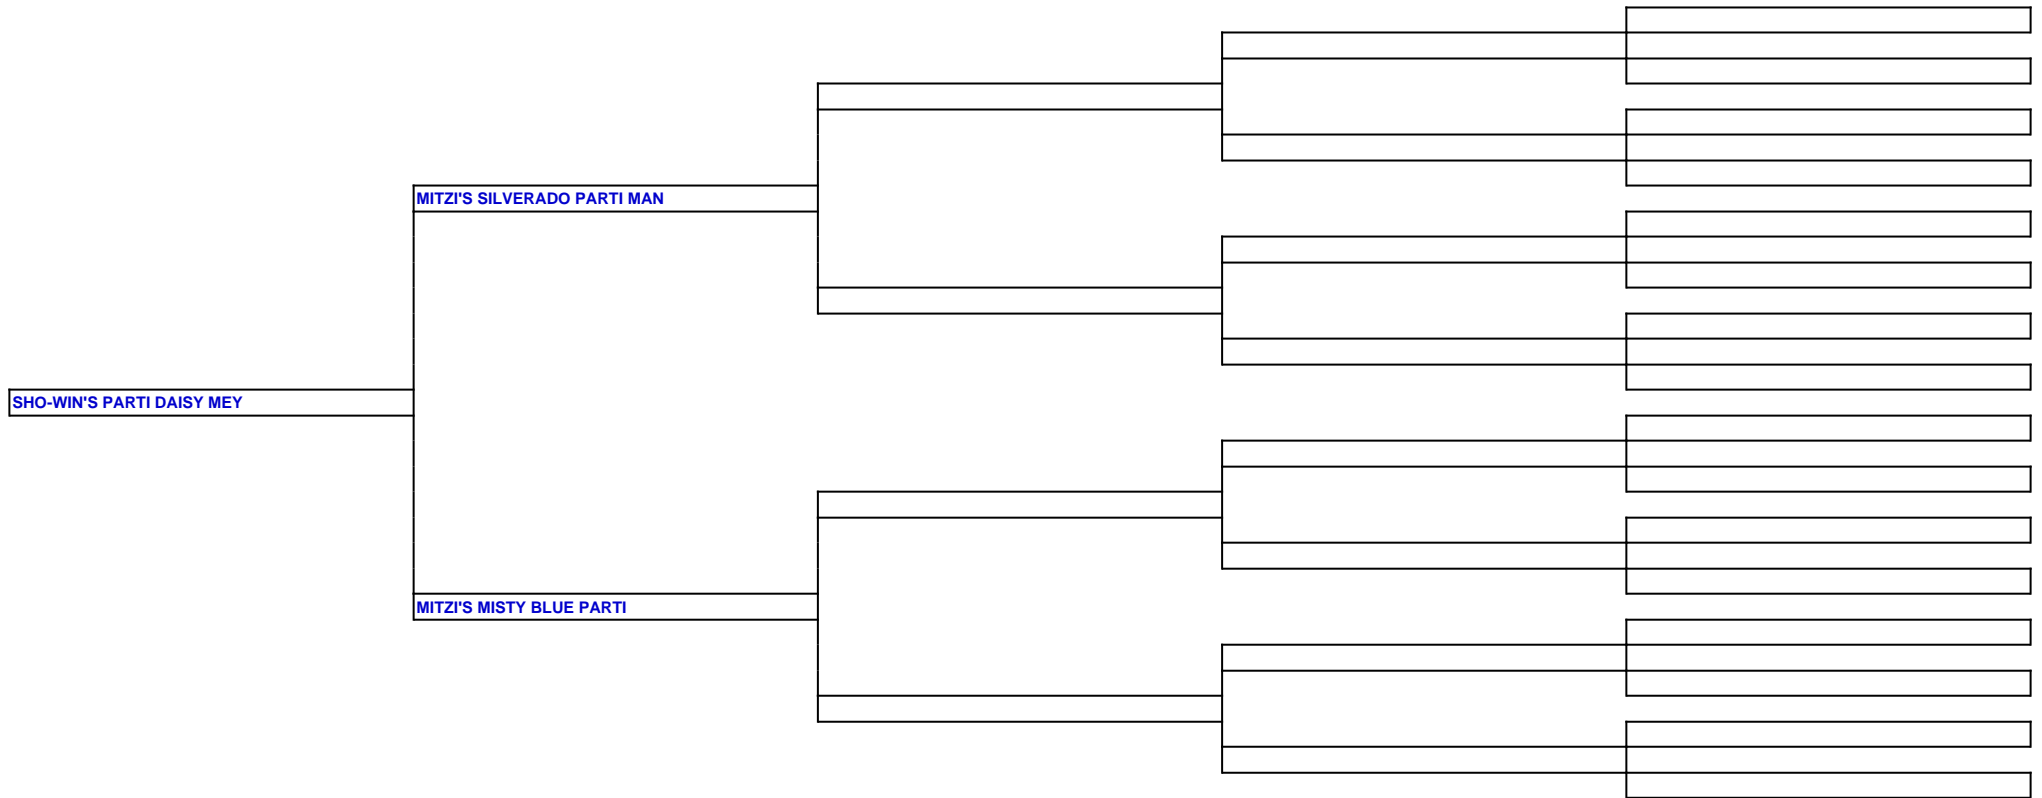 MITZI'S SILVERADO PARTI MAN
SHO-WIN'S PARTI DAISY MEY
MITZI'S MISTY BLUE PARTI